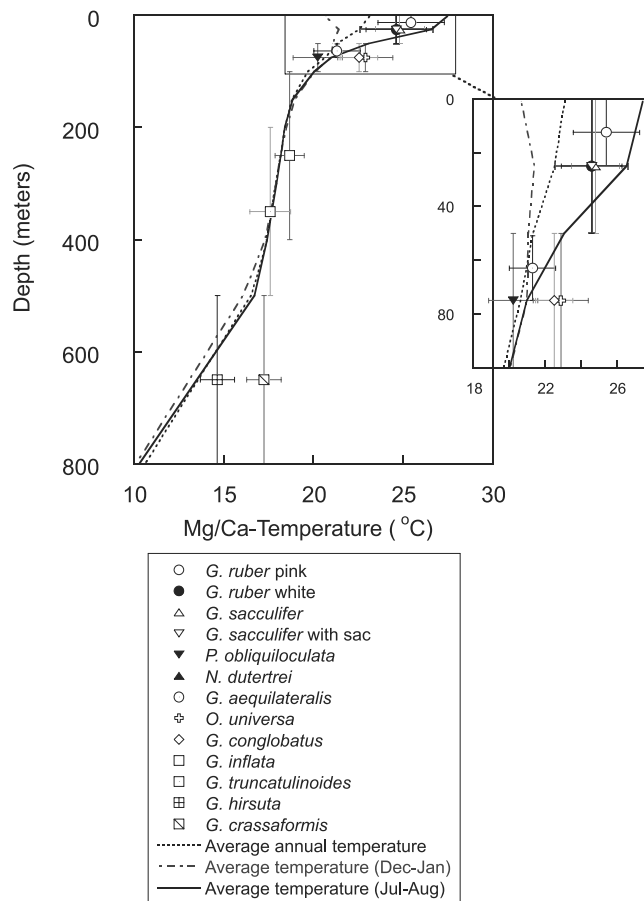 0
200
400
600
800
Depth (meters)
10
15
20
25
30
Mg/Ca-Temperature ( °C)
0
40
80
18
22
26
G. ruber pink
G. ruber white
G. sacculifer
G. sacculifer with sac
P. obliquiloculata
N. dutertrei
G. aequilateralis
O. universa
G. conglobatus
G. inflata
G. truncatulinoides
G. hirsuta
G. crassaformis
Average annual temperature
Average temperature (Dec-Jan)
Average temperature (Jul-Aug)